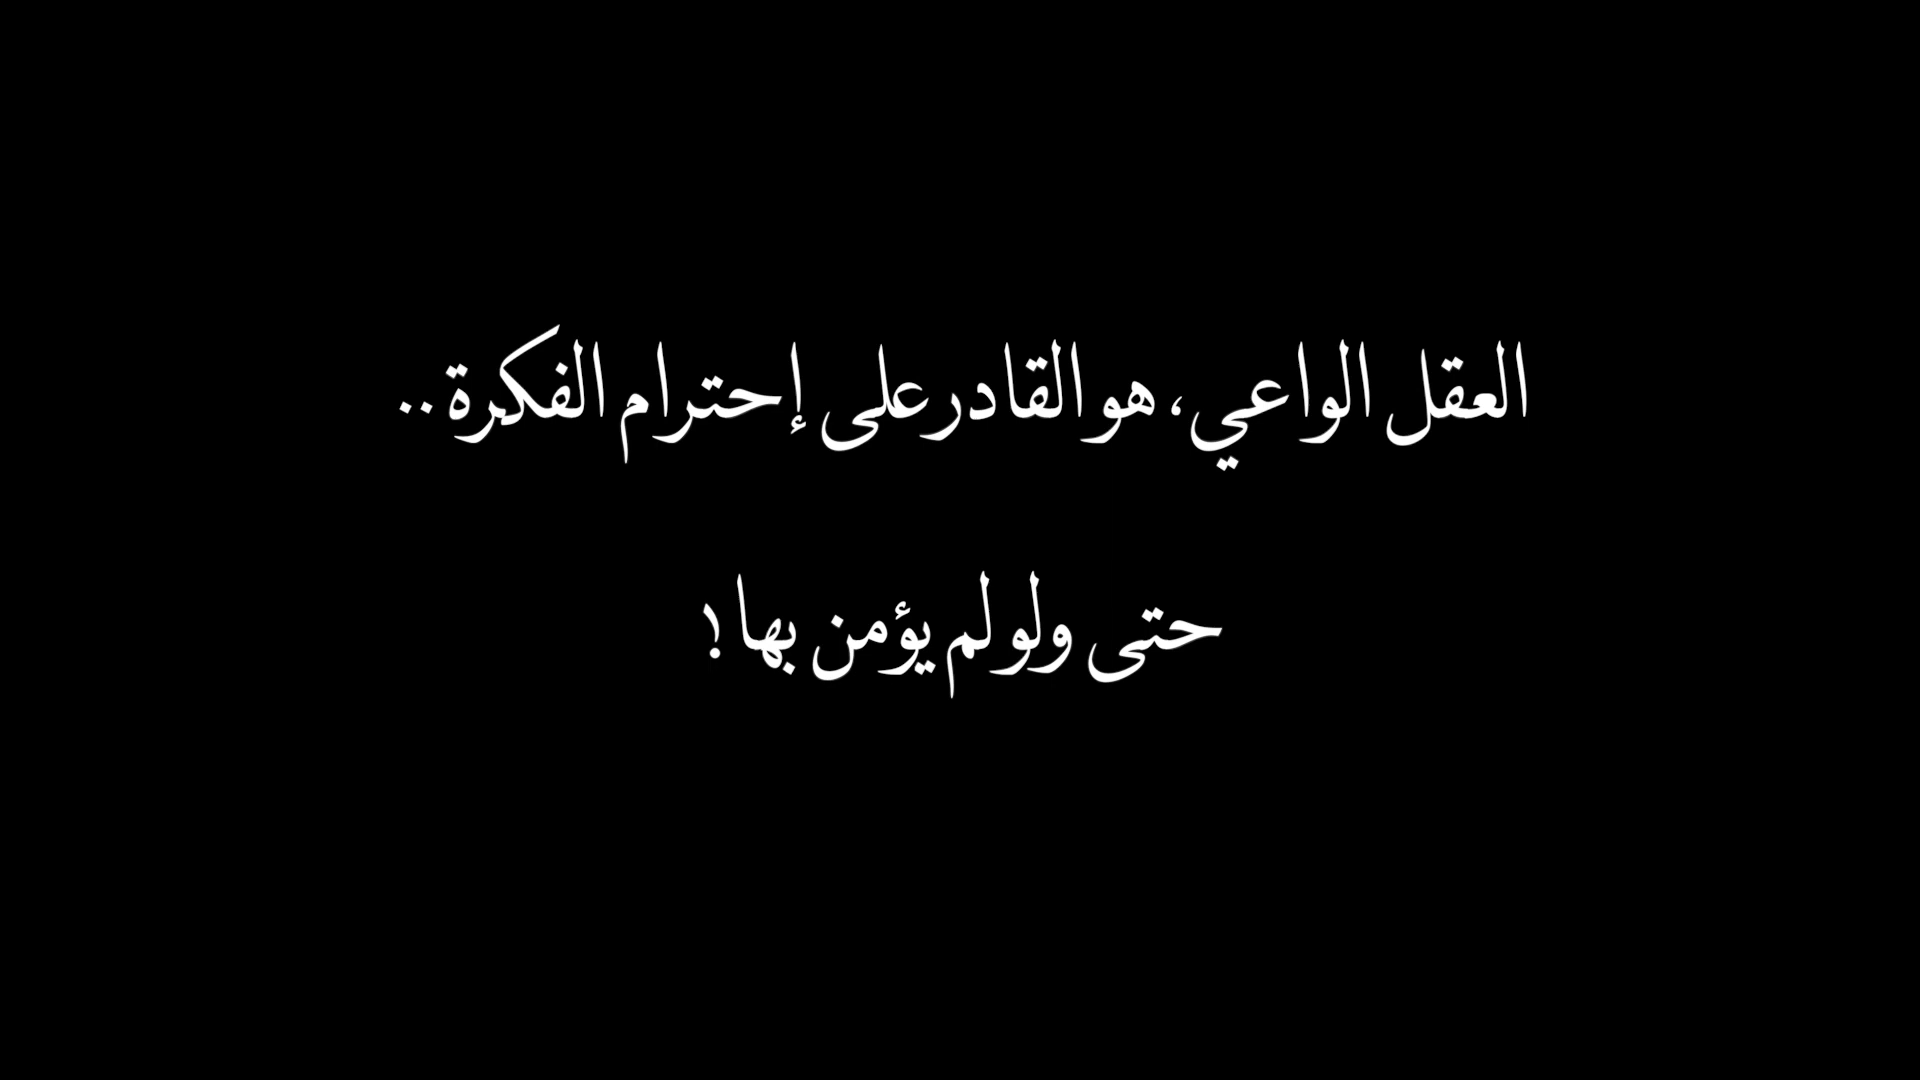 العقل الواعي، هو القادر على إحترام الفكرة..
حتى ولو لم يؤمن بها !